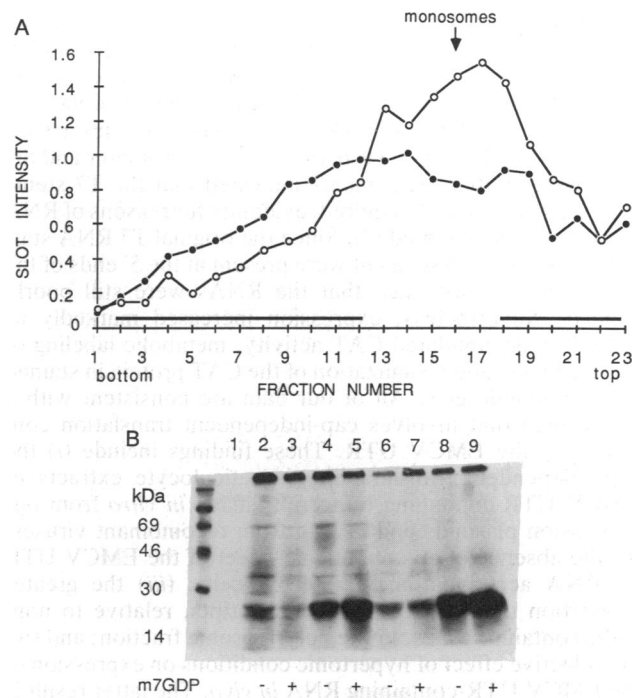 A
monosomes
1.6
1.4
1.2
1.0
0.8
0.6
0.4
0.2
0
SLOT INTENSITY
1 3 5 7 9 11 13 15 17 19 21 23
bottom FRACTION NUMBER top
B
1 2 3 4 5 6 7 8 9
kDa
69
46
30
14
m7GDP - + - + - + - +